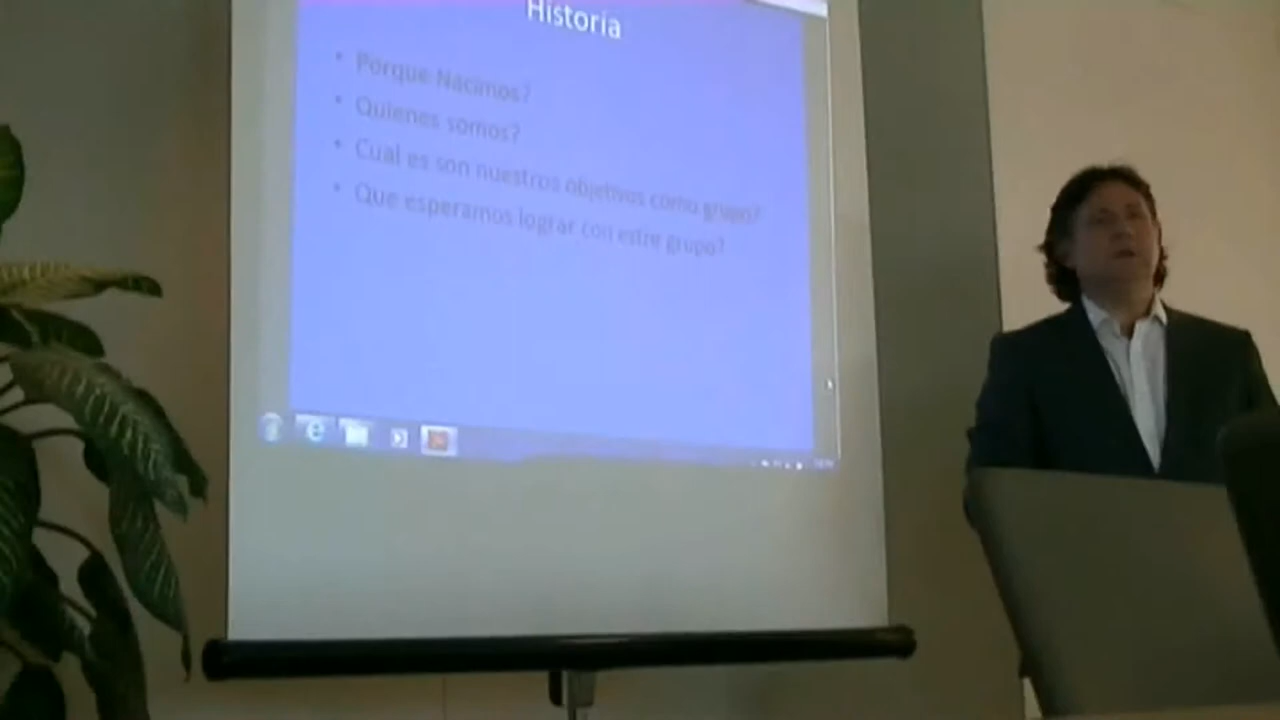 Historia
• Porque Nacimos?
• Quienes somos?
• Cual es son nuestros objetivos como grupo?
• Que esperamos lograr con estre grupo?